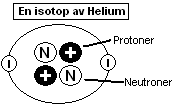 En isotop av Helium
Protoner
N +
I I
+ N
Neutroner